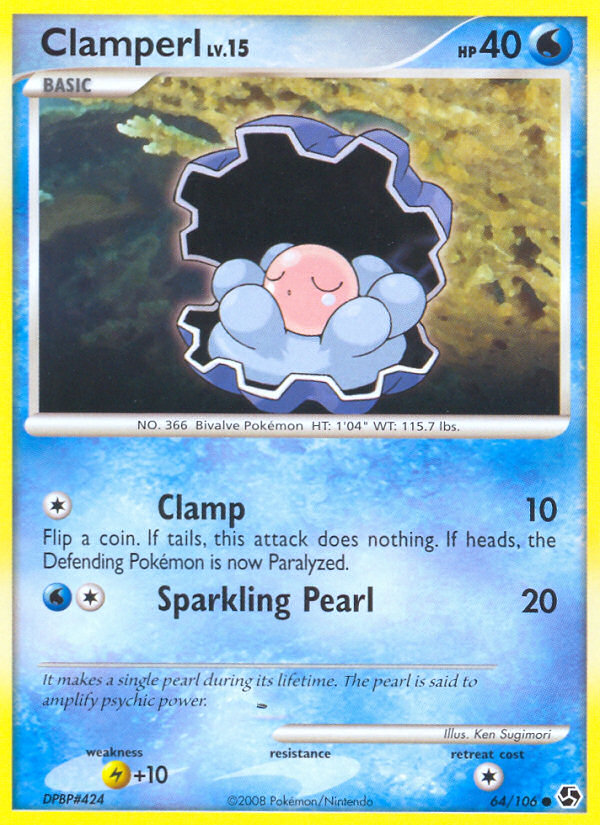 Clamperl LV.15 HP 40
BASIC
NO. 366 Bivalve Pokémon HT: 1'04" WT: 115.7 lbs.
Clamp 10
Flip a coin. If tails, this attack does nothing. If heads, the
Defending Pokémon is now Paralyzed.
Sparkling Pearl 20
It makes a single pearl during its lifetime. The pearl is said to
amplify psychic power.
Illus. Ken Sugimori
weakness resistance retreat cost
+10
DPBP#424 ©2008 Pokémon/Nintendo 64/106